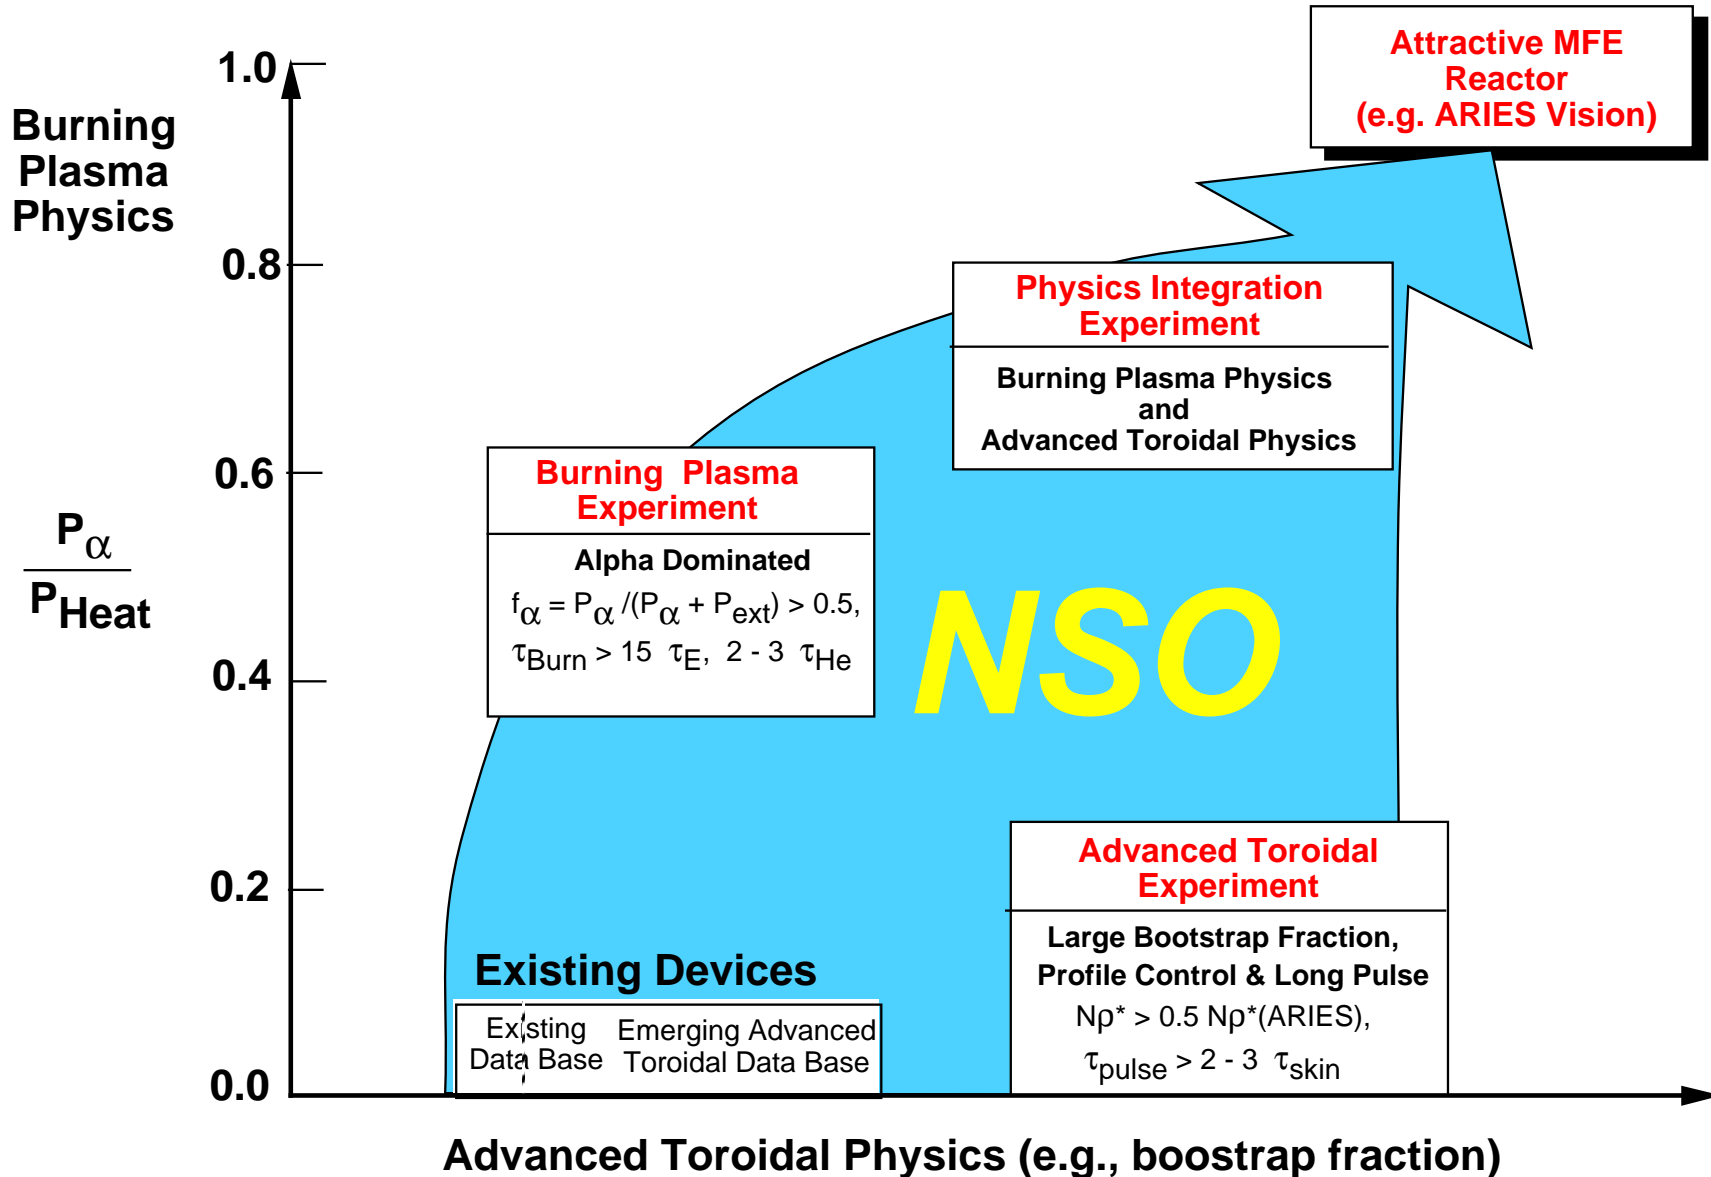 Attractive MFE
Reactor
(e.g. ARIES Vision)
1.0
Burning
Plasma
Physics
0.8
Physics Integration
Experiment
Burning Plasma Physics
and
Advanced Toroidal Physics
0.6
Burning Plasma
Experiment
Alpha Dominated
fα = Pα /(Pα + Pext) > 0.5,
τBurn > 15 τE, 2 - 3 τHe
Pα
PHeat
NSO
0.4
0.2
Advanced Toroidal
Experiment
Large Bootstrap Fraction,
Profile Control & Long Pulse
Nρ* > 0.5 Nρ*(ARIES),
τpulse > 2 - 3 τskin
Existing Devices
Existing
Data Base
Emerging Advanced
Toroidal Data Base
0.0
Advanced Toroidal Physics (e.g., boostrap fraction)